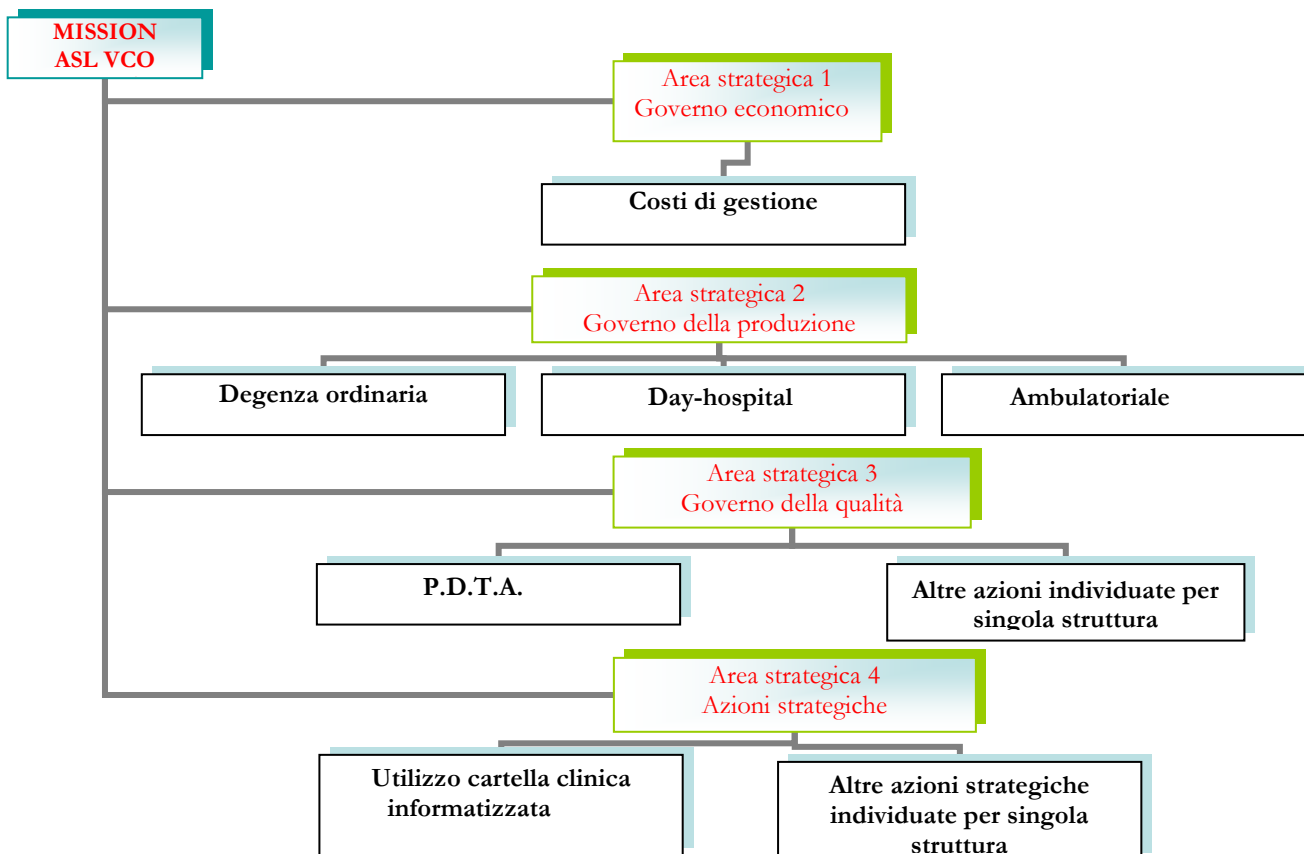 MISSION
ASL VCO
Area strategica 1
Governo economico
Costi di gestione
Area strategica 2
Governo della produzione
Degenza ordinaria
Day-hospital
Ambulatoriale
Area strategica 3
Governo della qualità
P.D.T.A.
Altre azioni individuate per
singola struttura
Area strategica 4
Azioni strategiche
Utilizzo cartella clinica
informatizzata
Altre azioni strategiche
individuate per singola
struttura